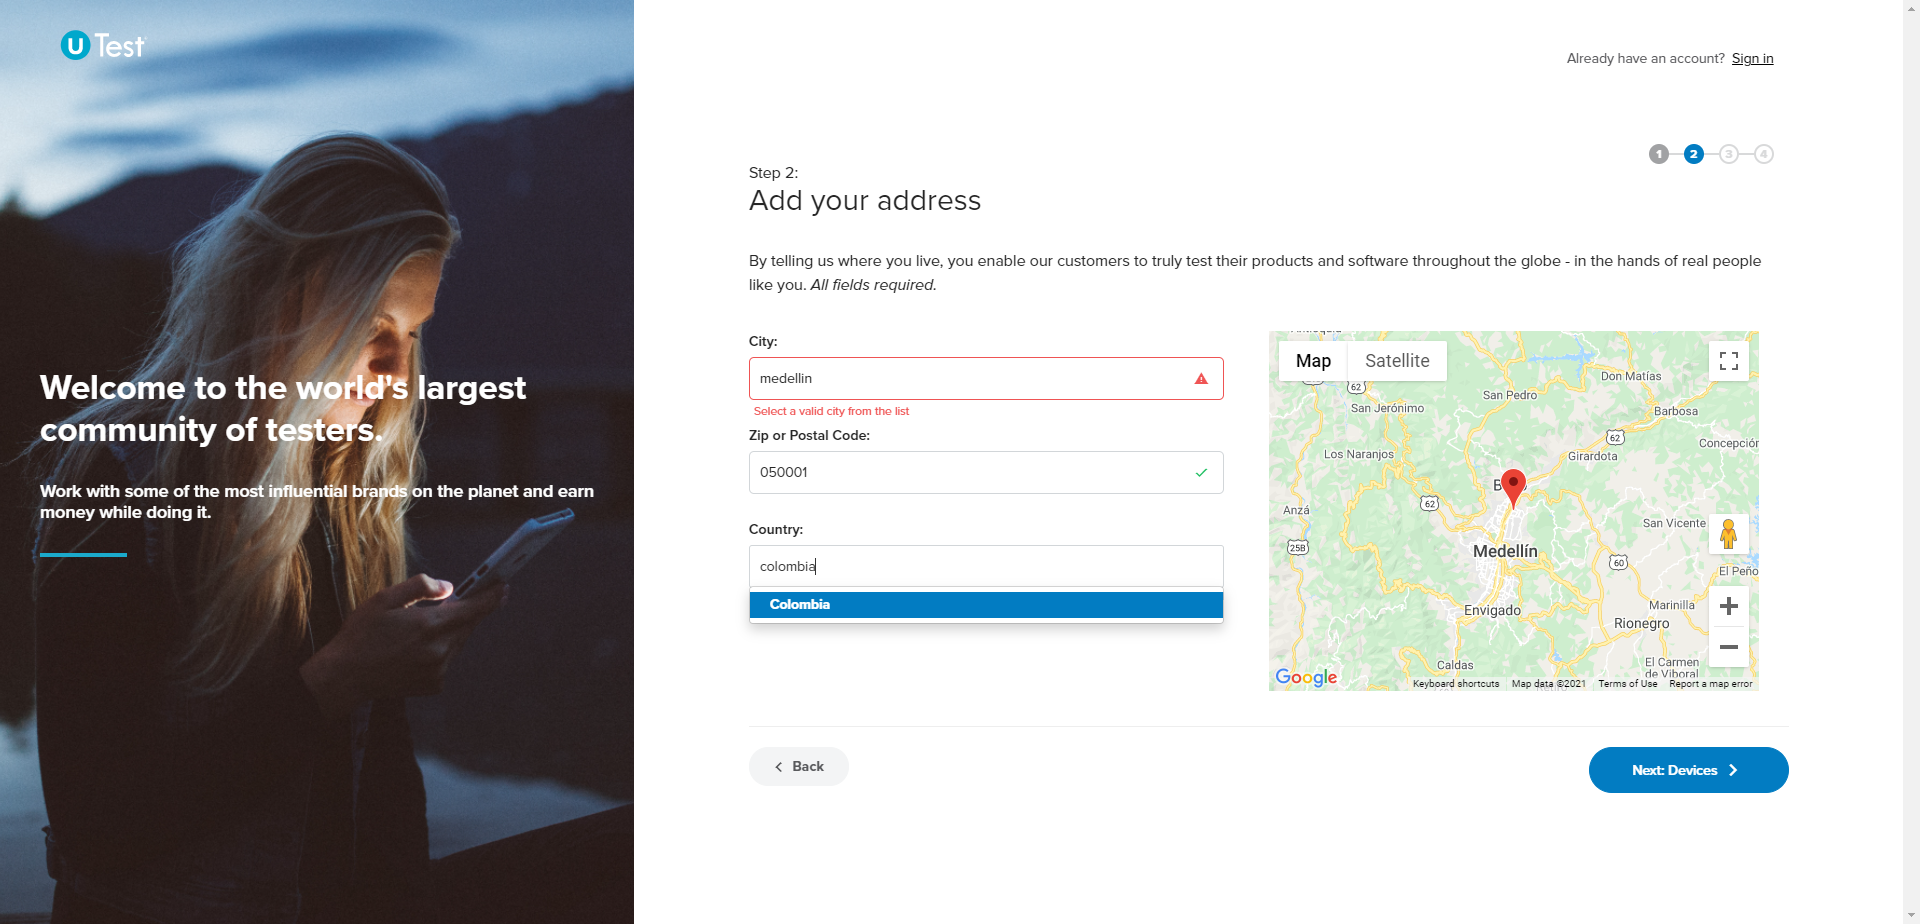 U Test
Already have an account? Sign in
1 2 3 4
Step 2:
Add your address
By telling us where you live, you enable our customers to truly test their products and software throughout the globe - in the hands of real people
like you. All fields required.
Welcome to the world's largest
community of testers.
Work with some of the most influential brands on the planet and earn
money while doing it.
City:
medellin
Select a valid city from the list
Zip or Postal Code:
050001
Country:
colombia
Colombia
Map Satellite
62
Don Matías
San Pedro
San Jerónimo
Barbosa
62
Concepción
Los Naranjos
Girardota
62
Anzá
San Vicente
25B
Medellín
60
El Peño
Marinilla
Envigado
Rionegro
Caldas
El Carmen
de Viboral
Google
Keyboard shortcuts Map data ©2021 Terms of Use Report a map error
Back
Next: Devices